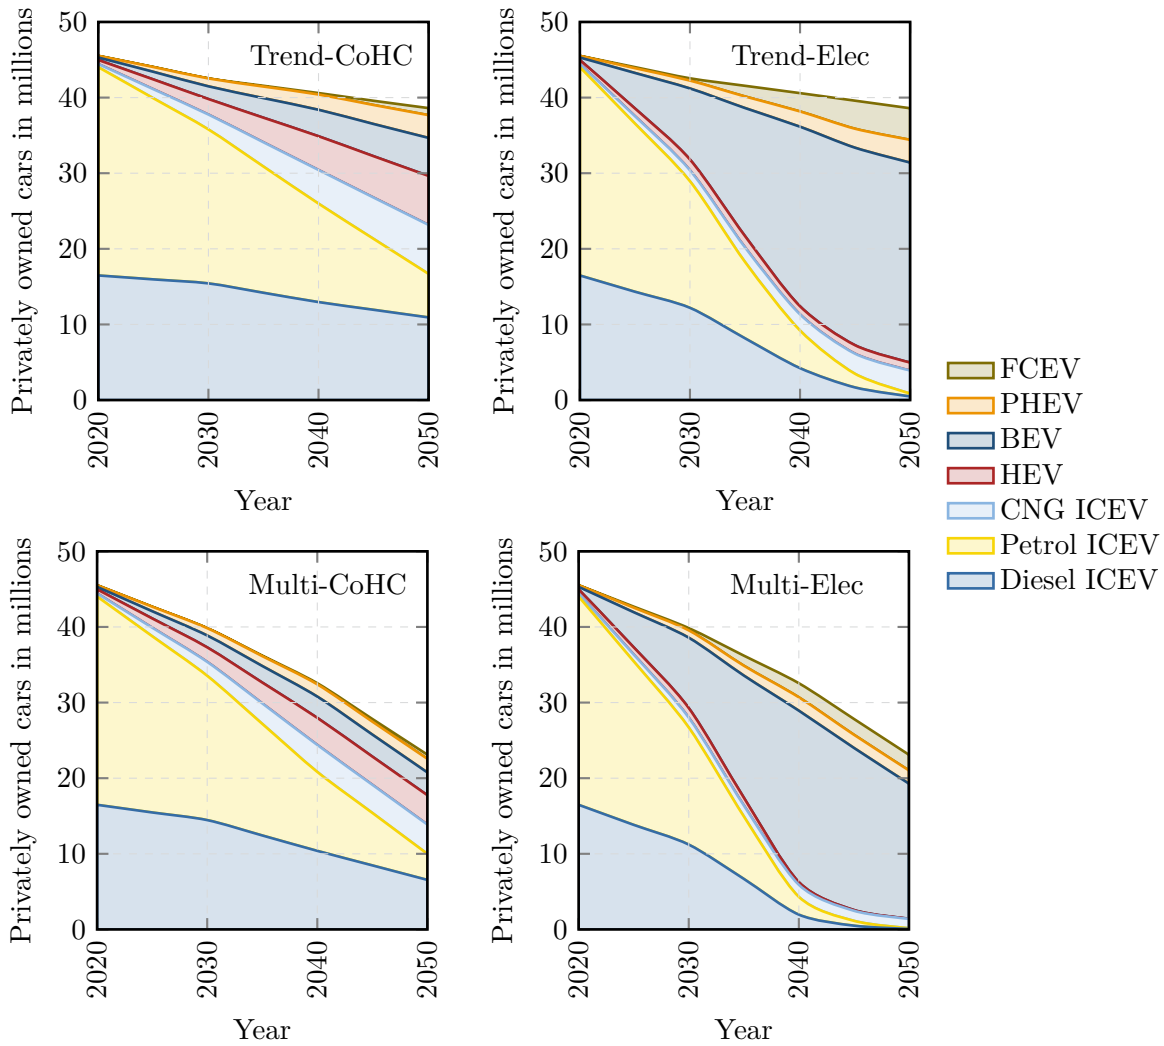 Privately owned cars in millions
50
40
30
20
10
0
Trend-CoHC
2020
2030
2040
2050
Year
Privately owned cars in millions
50
40
30
20
10
0
Trend-Elec
2020
2030
2040
2050
Year
FCEV
PHEV
BEV
HEV
CNG ICEV
Petrol ICEV
Diesel ICEV
Privately owned cars in millions
50
40
30
20
10
0
Multi-CoHC
2020
2030
2040
2050
Year
Privately owned cars in millions
50
40
30
20
10
0
Multi-Elec
2020
2030
2040
2050
Year